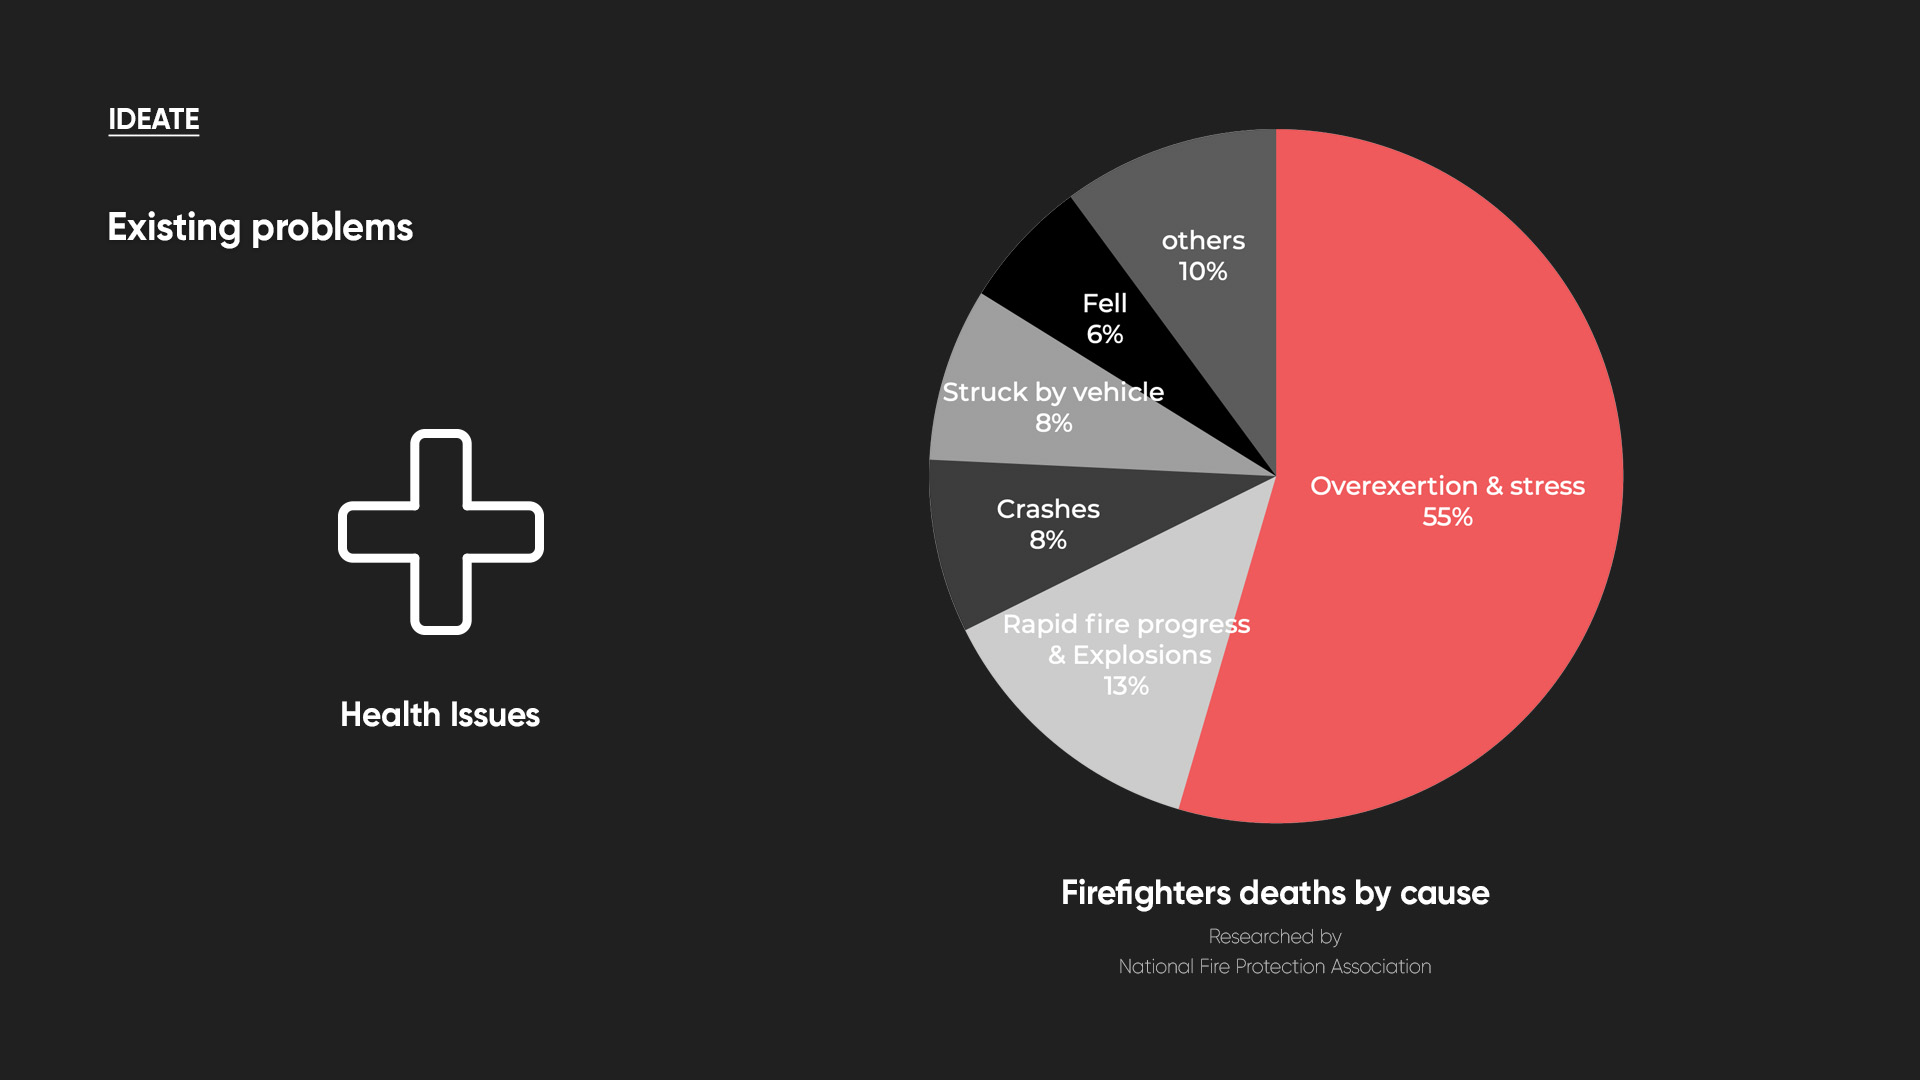 IDEATE
Existing problems
Health Issues
others
10%
Fell
6%
Struck by vehicle
8%
Crashes
8%
Rapid fire progress
& Explosions
13%
Overexertion & stress
55%
Firefighters deaths by cause
Researched by
National Fire Protection Association